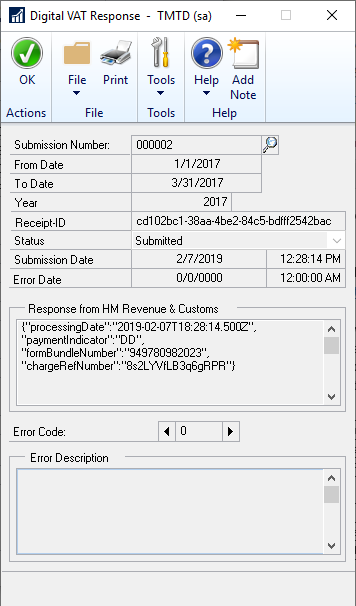 Digital VAT Response  -  TMTD (sa)
OK
File
Print
Tools
Help
Add
Note
Actions
File
Tools
Help
Submission Number: 000002
From Date 1/1/2017
To Date 3/31/2017
Year 2017
Receipt-ID cd102bc1-38aa-4be2-84c5-bdfff2542bac
Status Submitted
Submission Date 2/7/2019 12:28:14 PM
Error Date 0/0/0000 12:00:00 AM
Response from HM Revenue & Customs
{"processingDate":"2019-02-07T18:28:14.500Z",
"paymentIndicator":"DD",
"formBundleNumber":"949780982023",
"chargeRefNumber":"8s2LYVfLB3q6gRPR"}
Error Code: 0
Error Description